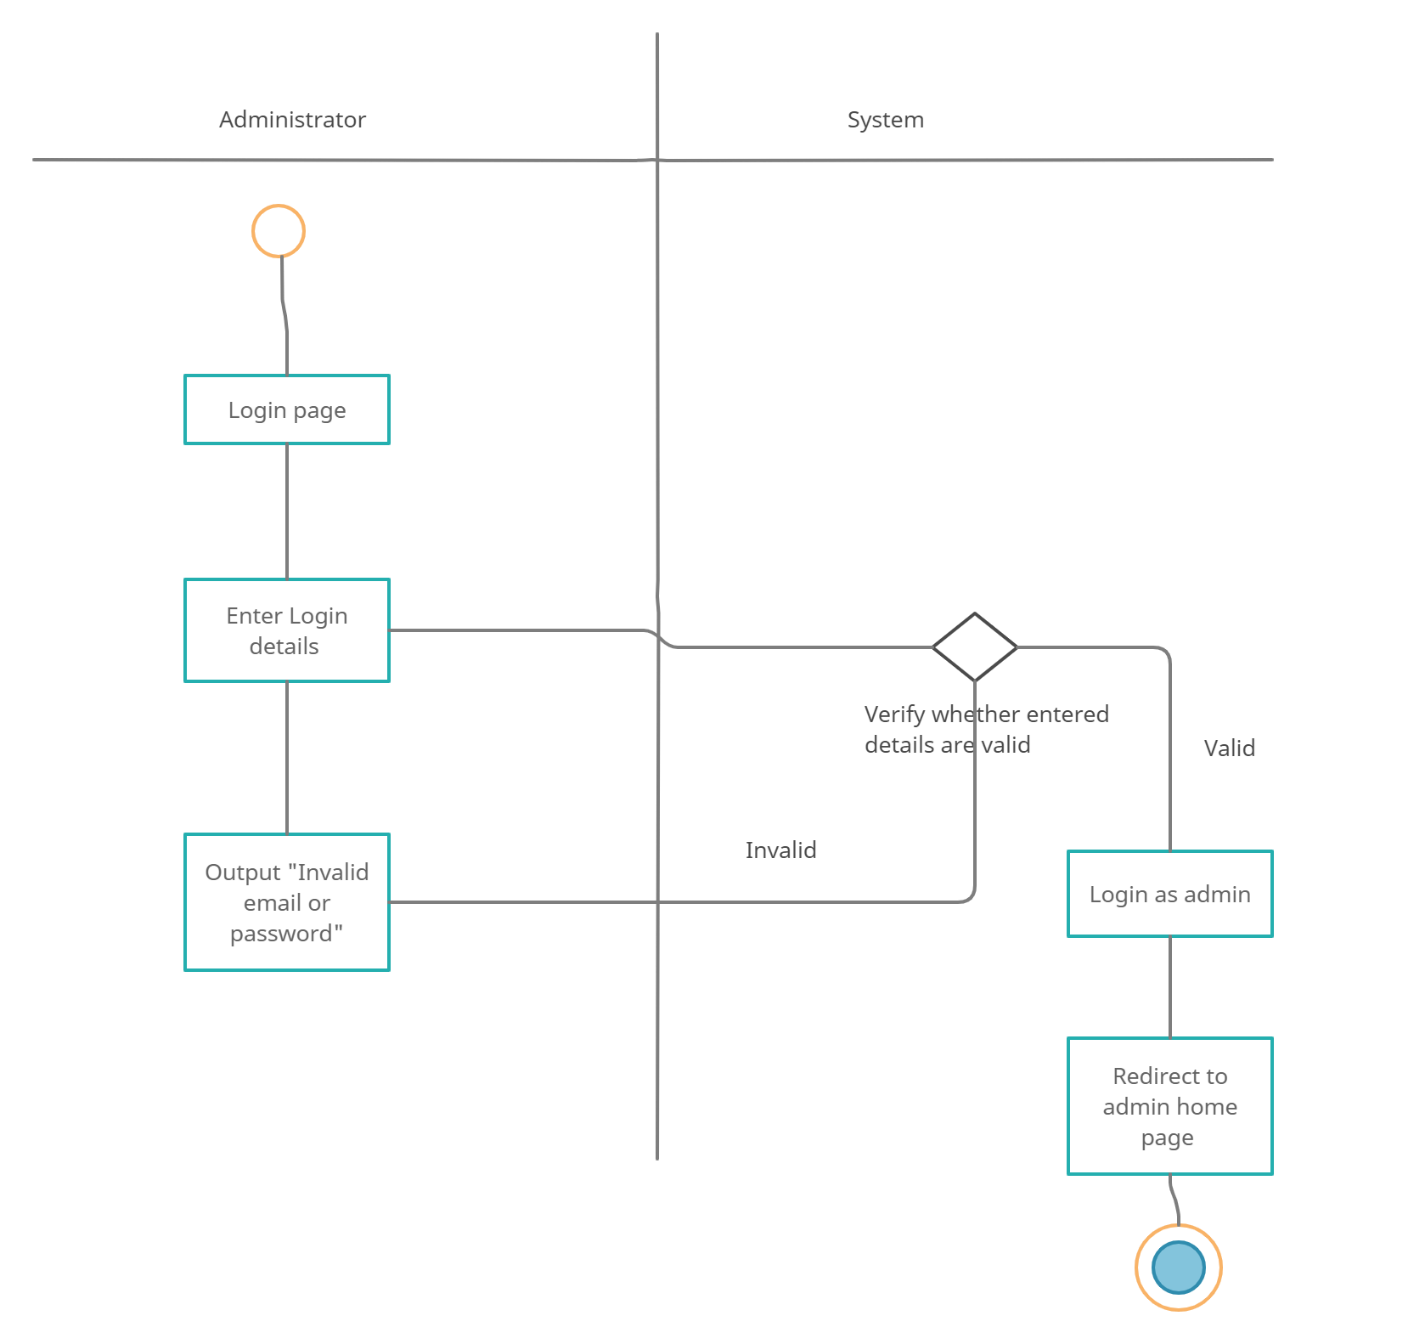 Administrator
System
Login page
Enter Login
details
Verify whether entered
details are valid
Valid
Invalid
Output "Invalid
email or
password"
Login as admin
Redirect to
admin home
page